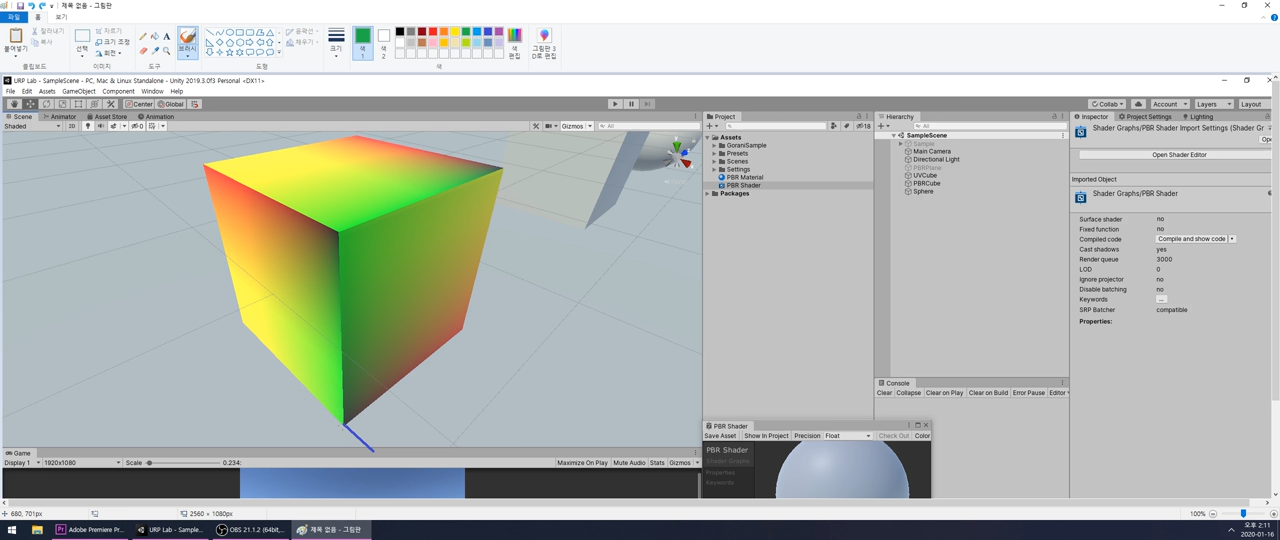 제목 없음 - 그림판
파일 홈 보기
붙여넣기 잘라내기 복사
클립보드
선택 자르기 크기 조정 회전
이미지
도구
브러시
윤곽선 채우기
도형
크기
색 1 색 2
색 편집
색
그림판 3D로 편집
URP Lab - SampleScene - PC, Mac & Linux Standalone - Unity 2019.3.0f3 Personal <DX11>
File Edit Assets GameObject Component Window Help
Center Global Collab Account Layers Layout
Scene Animator Asset Store Animation
Shaded 2D 0 Gizmos All
Project
18
Assets
GoraniSample
Presets
Scenes
Settings
PBR Material
PBR Shader
Packages
Hierarchy
All
SampleScene
Sample
Main Camera
Directional Light
PBRPlane
UVCube
PBRCube
Sphere
Console
Clear Collapse Clear on Play Clear on Build Error Pause Editor
Inspector Project Settings Lighting
Shader Graphs/PBR Shader Import Settings (Shader Gr
Open Shader Editor
Imported Object
Shader Graphs/PBR Shader
Surface shader no
Fixed function no
Compiled code Compile and show code
Cast shadows yes
Render queue 3000
LOD 0
Ignore projector no
Disable batching no
Keywords ...
SRP Batcher compatible
Properties:
PBR Shader
Save Asset Show In Project Precision Float Check Out Color
PBR Shader
Shader Graphs
Properties
Keywords
Game
Display 1 1920x1080 Scale 0.234: Maximize On Play Mute Audio Stats Gizmos
680, 701px 2560 × 1080px 100%
Adobe Premiere Pr... URP Lab - Sample... OBS 21.1.2 (64bit,... 제목 없음 - 그림판
오후 2:11
2020-01-16